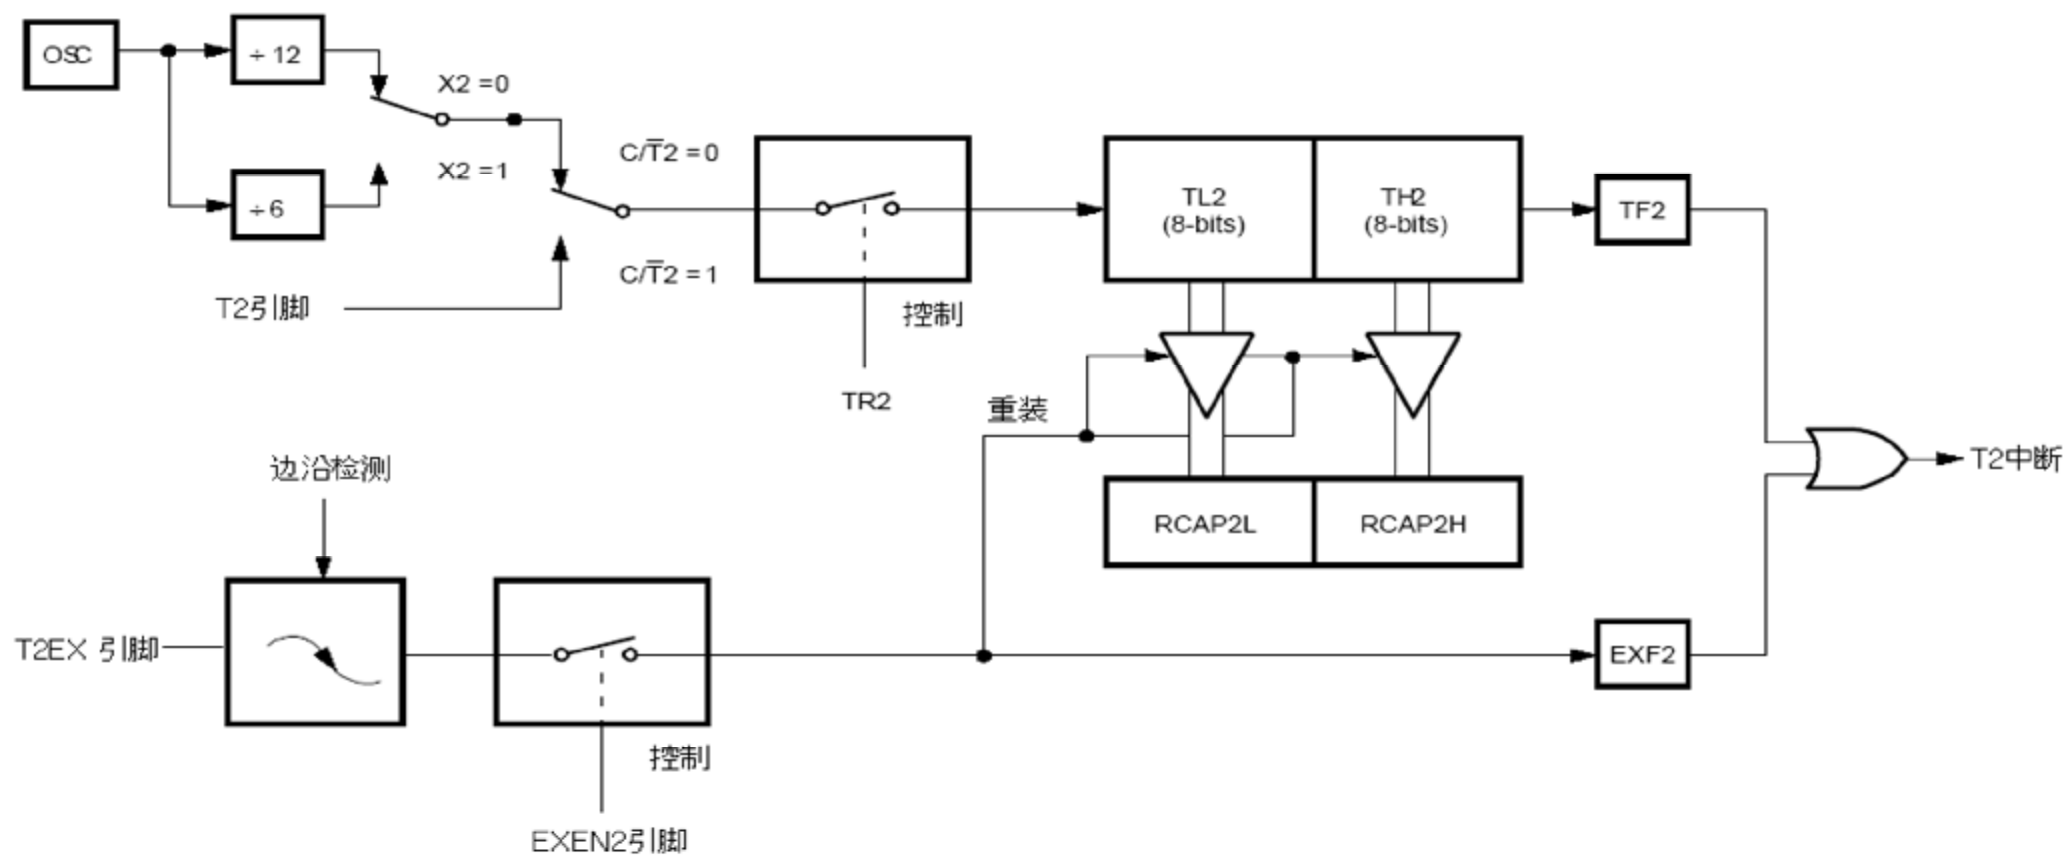 OSC
÷ 12
X2 =0
X2 =1
÷ 6
T2引脚
C/T̅2 = 0
C/T̅2 = 1
控制
TR2
TL2
(8-bits)
TH2
(8-bits)
TF2
重装
RCAP2L
RCAP2H
T2中断
边沿检测
T2EX 引脚
控制
EXEN2引脚
EXF2